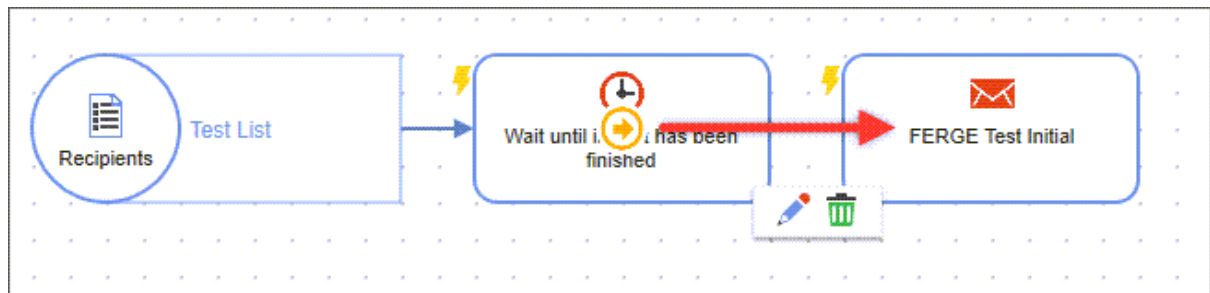 Recipients
Test List
Wait until i has been
finished
FERGE Test Initial